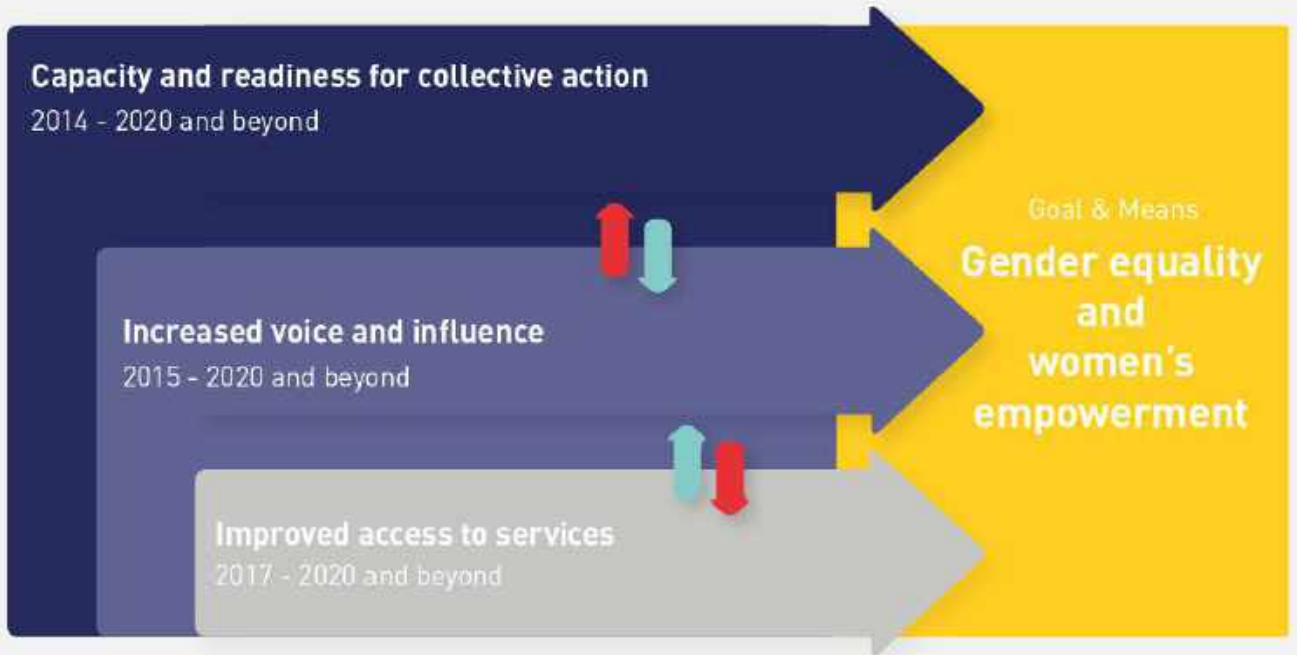 Capacity and readiness for collective action
2014 - 2020 and beyond
Increased voice and influence
2015 - 2020 and beyond
Improved access to services
2017 - 2020 and beyond
Goal & Means
Gender equality
and
women's
empowerment